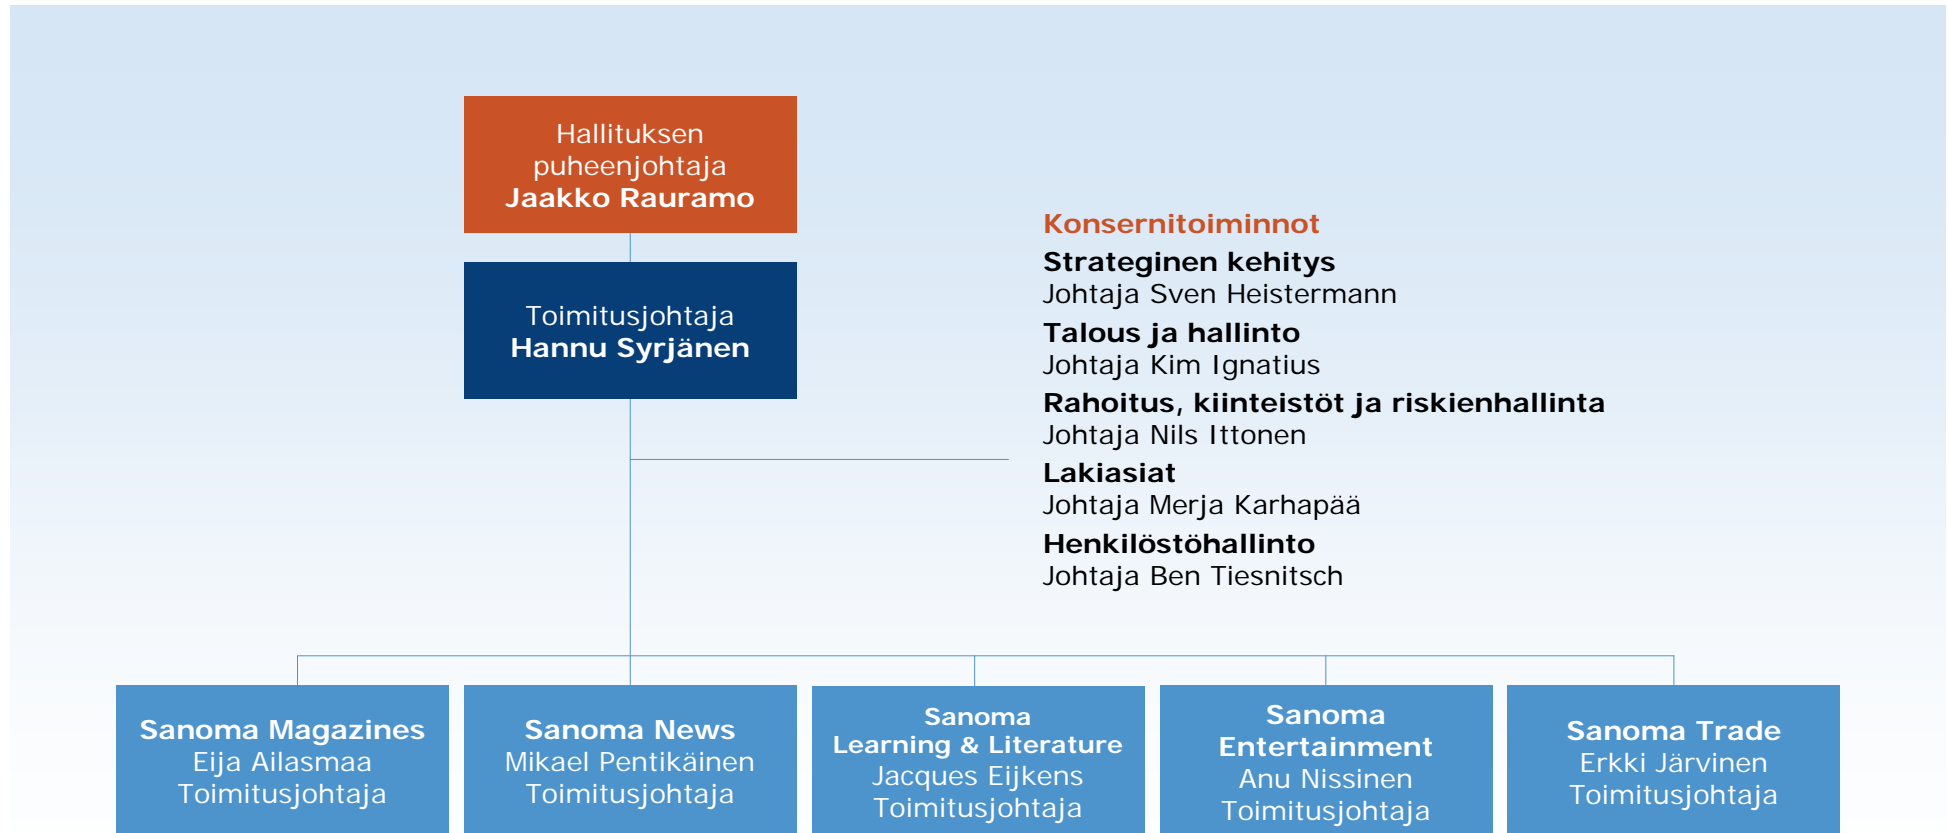 Hallituksen
puheenjohtaja
Jaakko Rauramo
Toimitusjohtaja
Hannu Syrjänen
Konsernitoiminnot
Strateginen kehitys
Johtaja Sven Heistermann
Talous ja hallinto
Johtaja Kim Ignatius
Rahoitus, kiinteistöt ja riskienhallinta
Johtaja Nils Ittonen
Lakiasiat
Johtaja Merja Karhapää
Henkilöstöhallinto
Johtaja Ben Tiesnitsch
Sanoma Magazines
Eija Ailasmaa
Toimitusjohtaja
Sanoma News
Mikael Pentikäinen
Toimitusjohtaja
Sanoma
Learning & Literature
Jacques Eijkens
Toimitusjohtaja
Sanoma
Entertainment
Anu Nissinen
Toimitusjohtaja
Sanoma Trade
Erkki Järvinen
Toimitusjohtaja